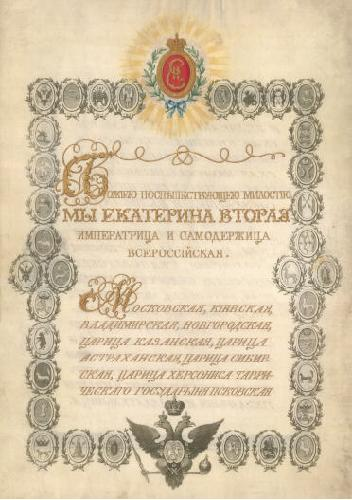 Божіею поспѣшествующею милостію
МЫ ЕКАТЕРИНА ВТОРАЯ
ИМПЕРАТРИЦА И САМОДЕРЖИЦА
ВСЕРОССІЙСКАЯ.
Московская, Кіевская,
Владимирская, Новгородская,
Царица Казанская, Царица
Астраханская, Царица Сибир-
ская, Царица Херсониса Таври-
ческаго Государыня Псковская